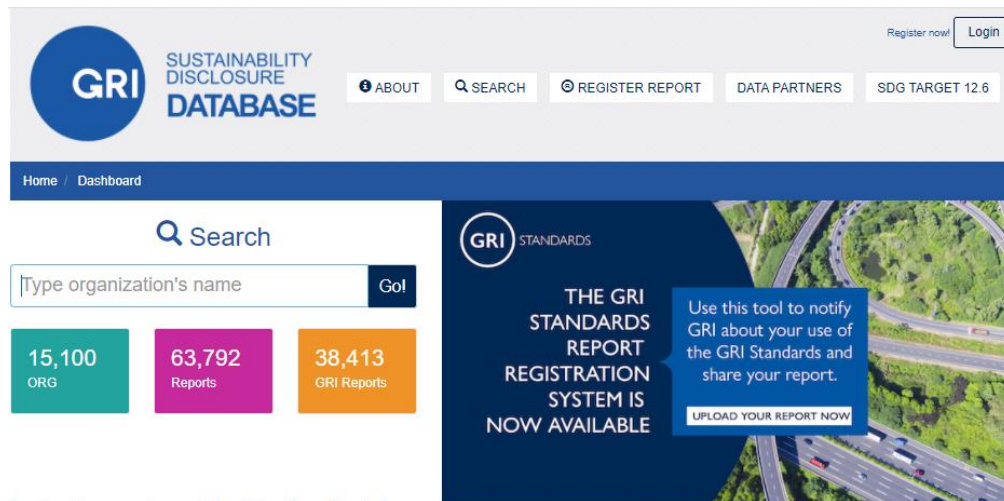 Register now!
Login
GRI
SUSTAINABILITY
DISCLOSURE
DATABASE
ABOUT
SEARCH
REGISTER REPORT
DATA PARTNERS
SDG TARGET 12.6
Home / Dashboard
Search
Type organization's name
Go!
15,100
ORG
63,792
Reports
38,413
GRI Reports
GRI STANDARDS
THE GRI
STANDARDS
REPORT
REGISTRATION
SYSTEM IS
NOW AVAILABLE
Use this tool to notify
GRI about your use of
the GRI Standards and
share your report.
UPLOAD YOUR REPORT NOW